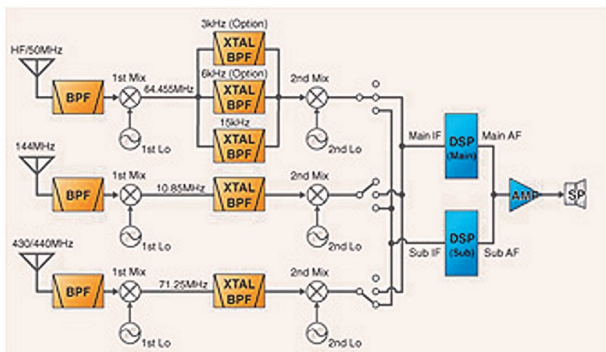 3kHz (Option)
HF/50MHz
XTAL
BPF
1st Mix
6kHz (Option)
2nd Mix
BPF
64.455MHz
XTAL
BPF
15kHz
1st Lo
XTAL
BPF
2nd Lo
Main IF
DSP
(Main)
Main AF
144MHz
1st Mix
2nd Mix
BPF
10.85MHz
XTAL
BPF
AMP
SP
1st Lo
2nd Lo
DSP
(Sub)
Sub IF
Sub AF
430/440MHz
1st Mix
2nd Mix
BPF
71.25MHz
XTAL
BPF
1st Lo
2nd Lo